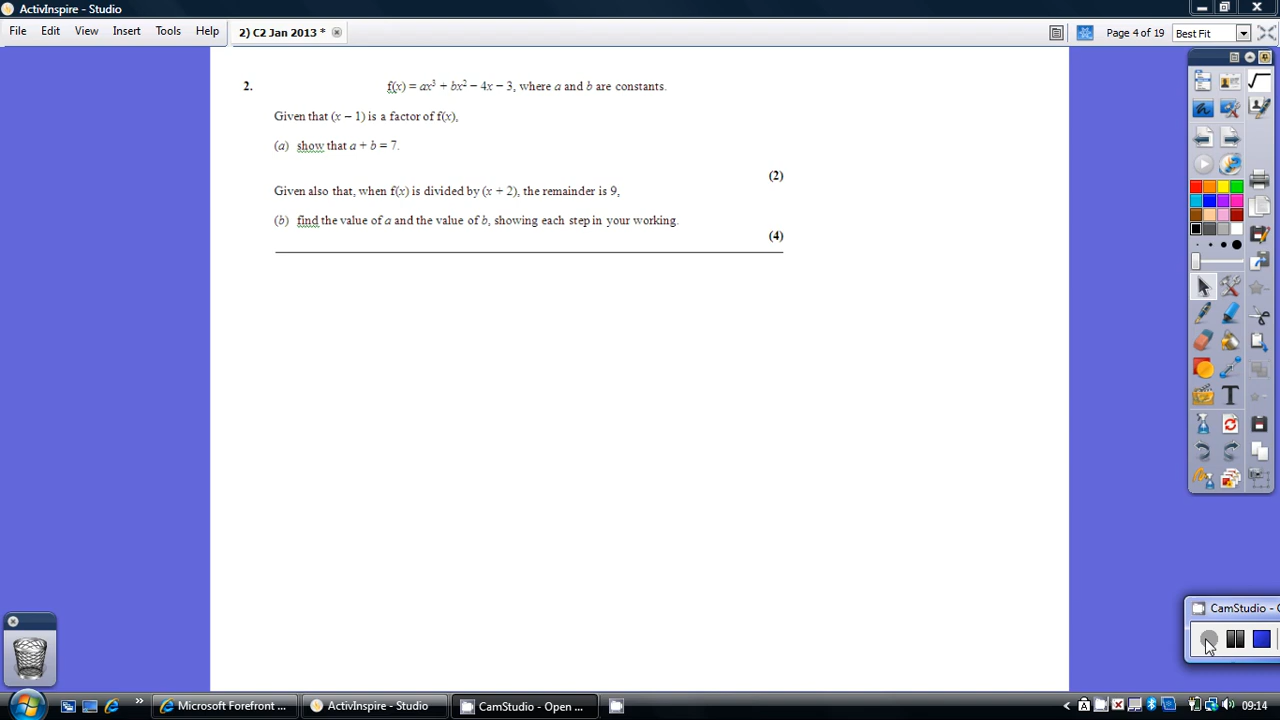 ActivInspire - Studio
File Edit View Insert Tools Help 2) C2 Jan 2013 * Page 4 of 19 Best Fit
2. f(x) = ax³ + bx² − 4x − 3, where a and b are constants.
Given that (x − 1) is a factor of f(x),
(a) show that a + b = 7.
(2)
Given also that, when f(x) is divided by (x + 2), the remainder is 9,
(b) find the value of a and the value of b, showing each step in your working.
(4)
CamStudio -
Microsoft Forefront ... ActivInspire - Studio CamStudio - Open ... 09:14